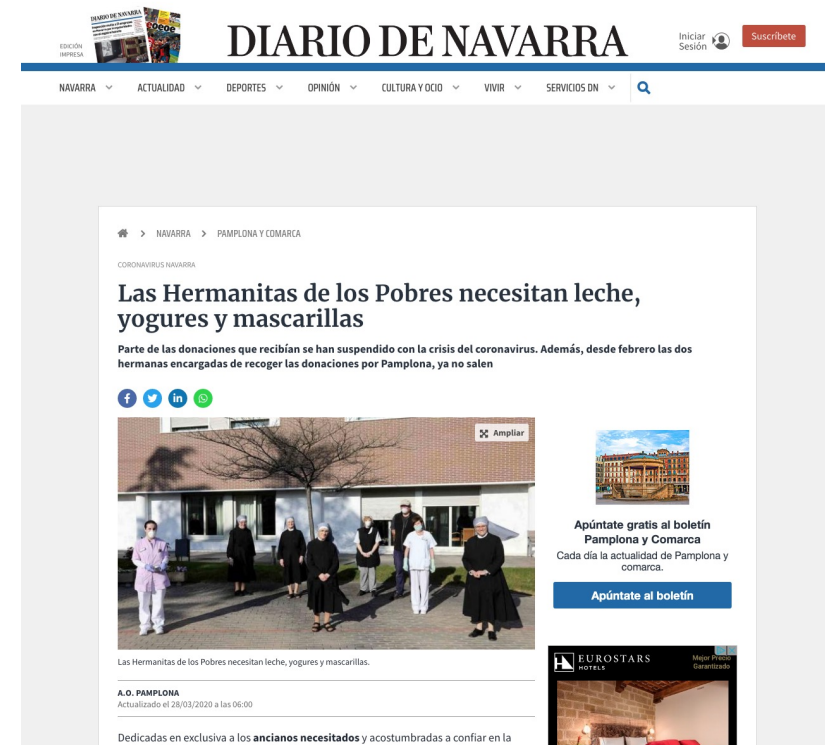 EDICIÓN
IMPRESA
DIARIO DE NAVARRA
DIARIO DE NAVARRA
Iniciar
Sesión
Suscríbete
NAVARRA
ACTUALIDAD
DEPORTES
OPINIÓN
CULTURA Y OCIO
VIVIR
SERVICIOS DN
NAVARRA > PAMPLONA Y COMARCA
CORONAVIRUS NAVARRA
Las Hermanitas de los Pobres necesitan leche,
yogures y mascarillas
Parte de las donaciones que recibían se han suspendido con la crisis del coronavirus. Además, desde febrero las dos
hermanas encargadas de recoger las donaciones por Pamplona, ya no salen
Ampliar
Las Hermanitas de los Pobres necesitan leche, yogures y mascarillas.
A.O. PAMPLONA
Actualizado el 28/03/2020 a las 06:00
Dedicadas en exclusiva a los ancianos necesitados y acostumbradas a confiar en la
Apúntate gratis al boletín
Pamplona y Comarca
Cada día la actualidad de Pamplona y
comarca.
Apúntate al boletín
EUROSTARS
HOTELS
Mejor Precio
Garantizado